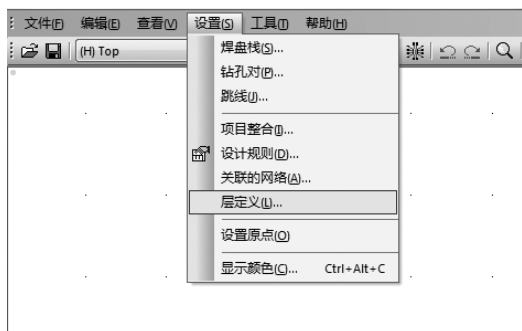 文件(F) 编辑(E) 查看(V) 设置(S) 工具(T) 帮助(H)
(H) Top
焊盘栈(S)...
钻孔对(P)...
跳线(J)...
项目整合(I)...
设计规则(D)...
关联的网络(A)...
层定义(L)...
设置原点(O)
显示颜色(C)... Ctrl+Alt+C